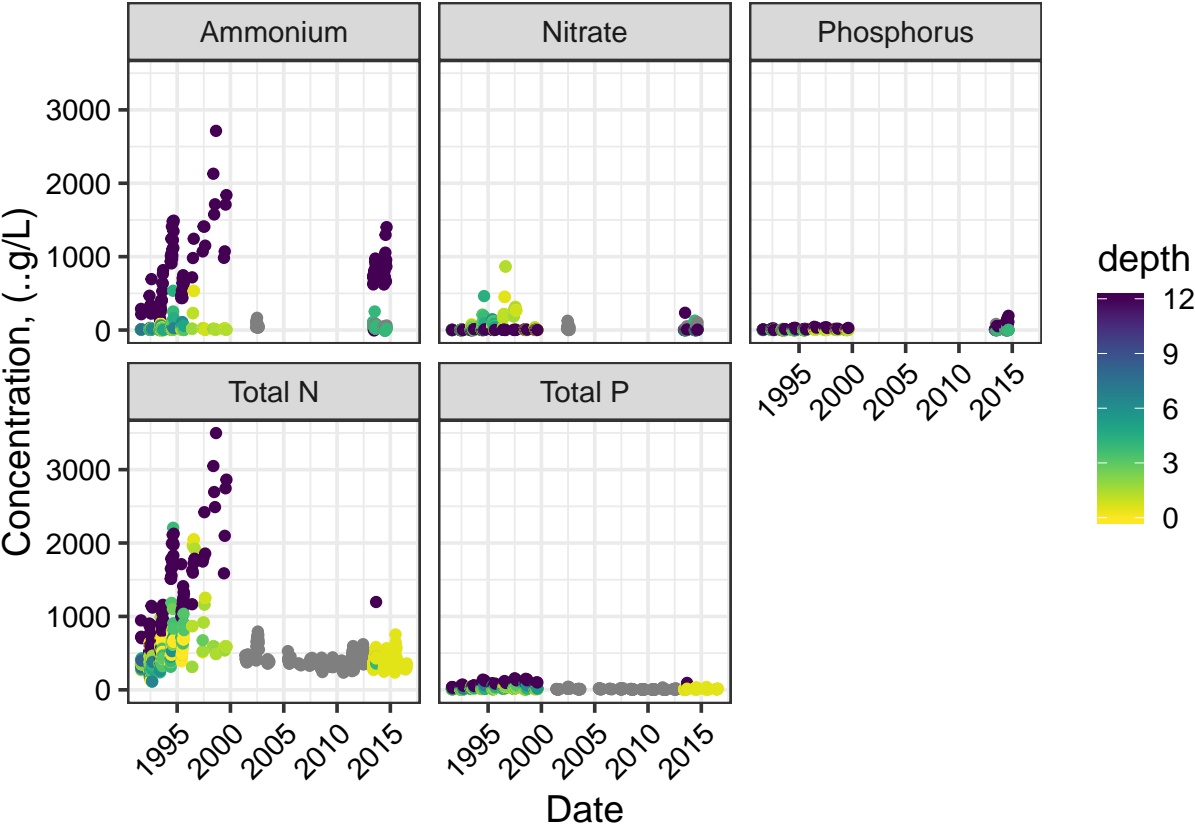 Ammonium Nitrate Phosphorus
3000
2000
1000
0
1995 2000 2005 2010 2015
Total N Total P
3000
2000
1000
0
1995 2000 2005 2010 2015 1995 2000 2005 2010 2015
Date
Concentration, (..g/L)
depth
12
9
6
3
0